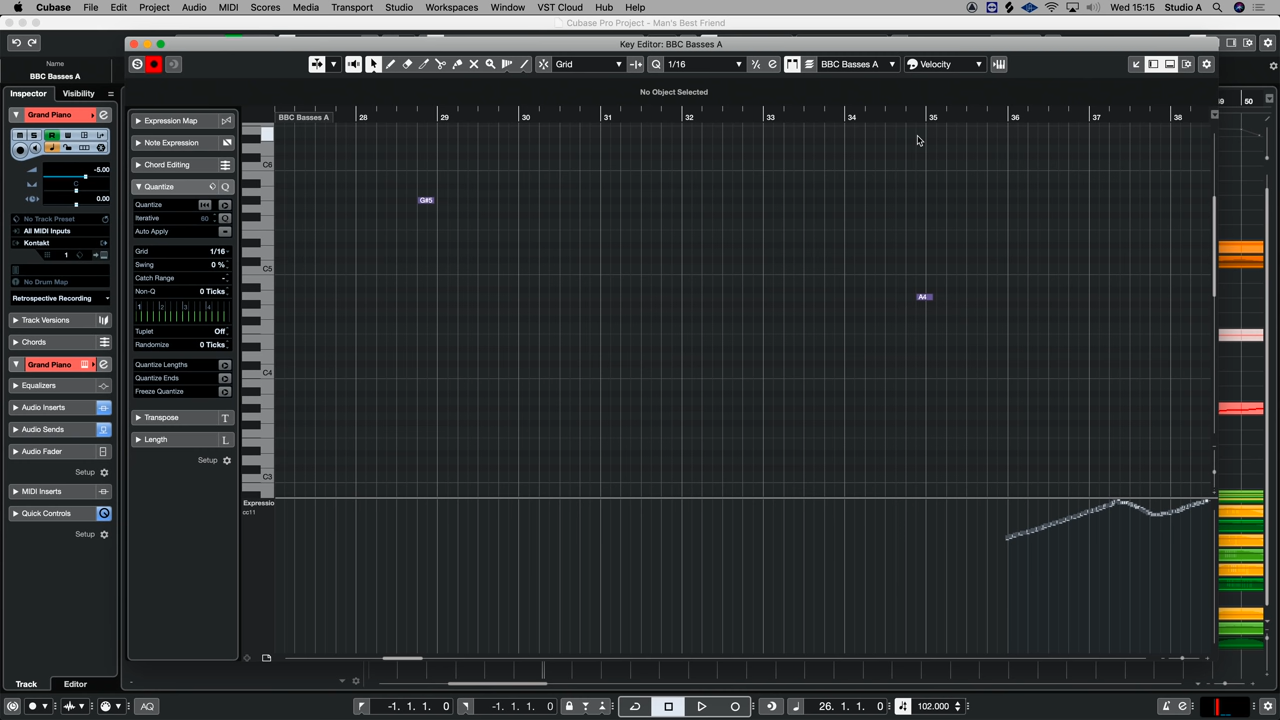 Cubase File Edit Project Audio MIDI Scores Media Transport Studio Workspaces Window VST Cloud Hub Help
Wed 15:15 Studio A
Cubase Pro Project - Man's Best Friend
Key Editor: BBC Basses A
Name
BBC Basses A
S
Grid
1/16
BBC Basses A
Velocity
No Object Selected
Inspector
Visibility
BBC Basses A
28 29 30 31 32 33 34 35 36 37 38
50
Grand Piano
-5.00
C
0.00
No Track Preset
All MIDI Inputs
Kontakt
1
No Drum Map
Retrospective Recording
Track Versions
Chords
Grand Piano
Equalizers
Audio Inserts
Audio Sends
Audio Fader
Setup
MIDI Inserts
Quick Controls
Setup
Expression Map
Note Expression
Chord Editing
Quantize
Quantize
Iterative 60
Auto Apply
Grid 1/16
Swing 0 %
Catch Range -
Non-Q 0 Ticks
1 2 3 4
Tuplet Off
Randomize 0 Ticks
Quantize Lengths
Quantize Ends
Freeze Quantize
Transpose
Length
Setup
C6
G#5
C5
A4
C4
C3
Expressio
cc11
Track
Editor
AQ
-1. 1. 1. 0
-1. 1. 1. 0
26. 1. 1. 0
102.000